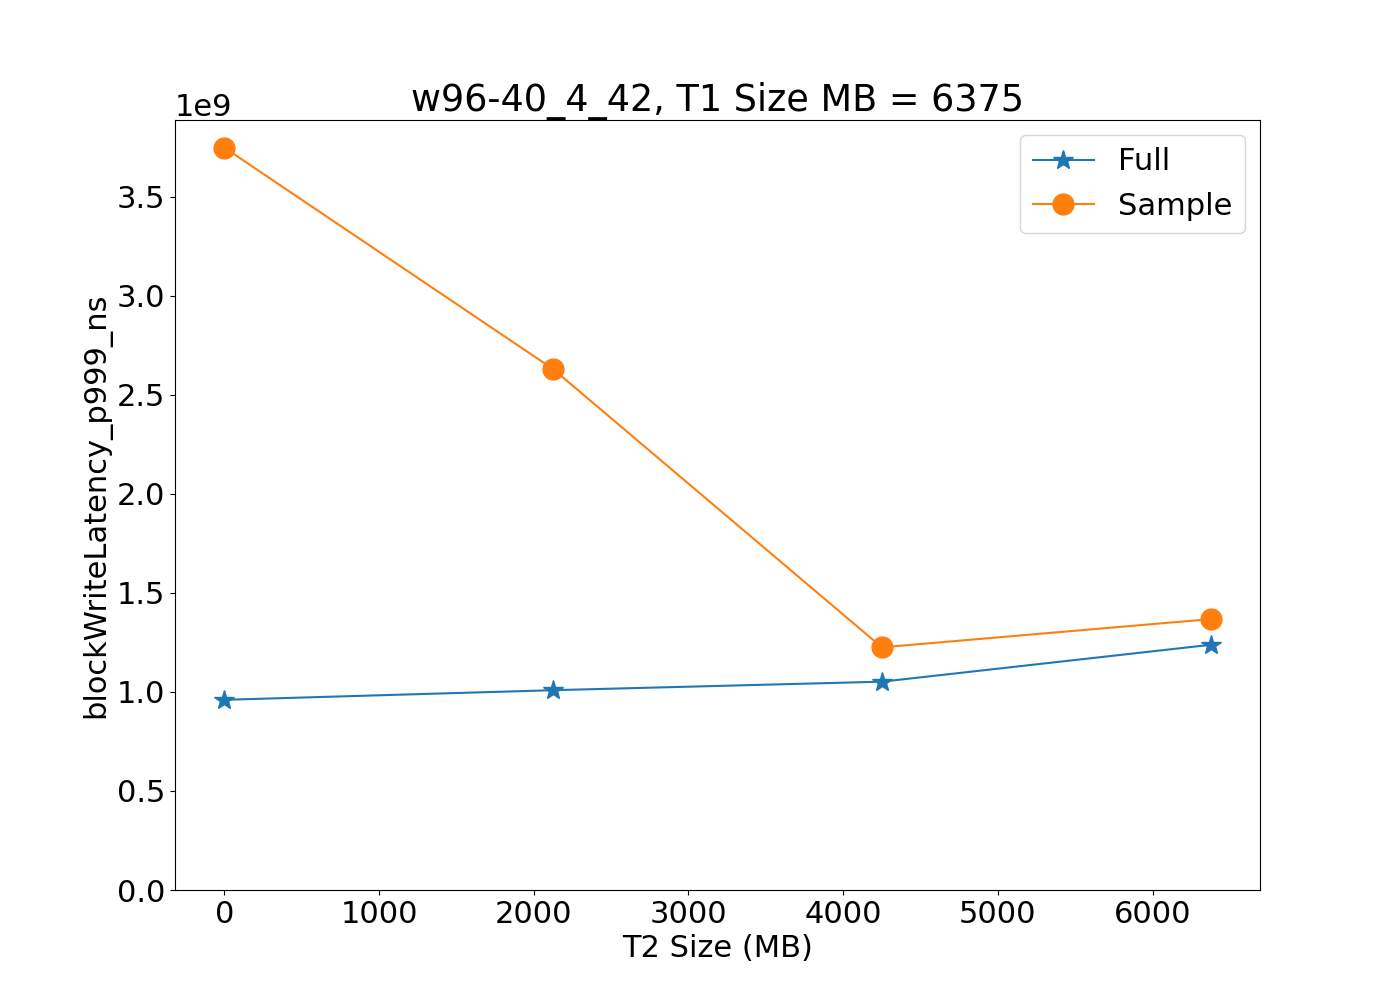 w96-40_4_42, T1 Size MB = 6375
1e9
Full
Sample
3.5
3.0
2.5
2.0
1.5
1.0
0.5
0.0
blockWriteLatency_p999_ns
0 1000 2000 3000 4000 5000 6000
T2 Size (MB)